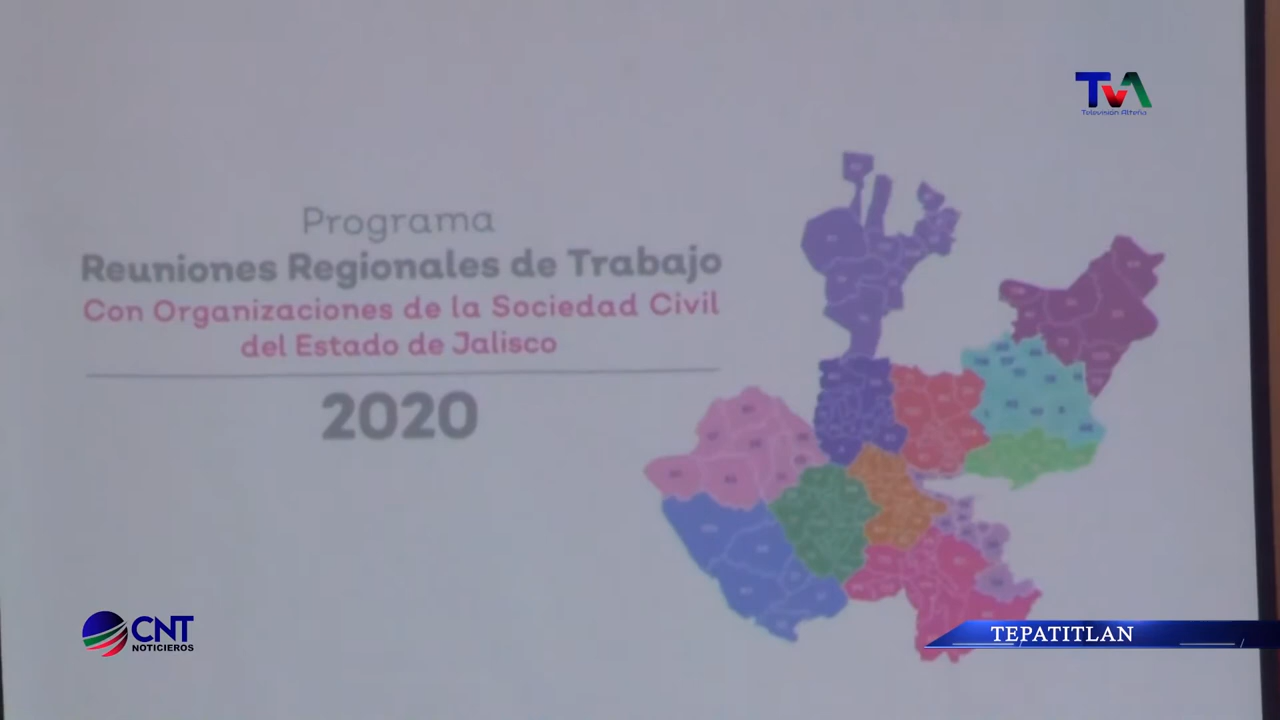 TVA
Televisión Alteña
Programa
Reuniones Regionales de Trabajo
Con Organizaciones de la Sociedad Civil
del Estado de Jalisco
2020
CNT
NOTICIEROS
TEPATITLAN